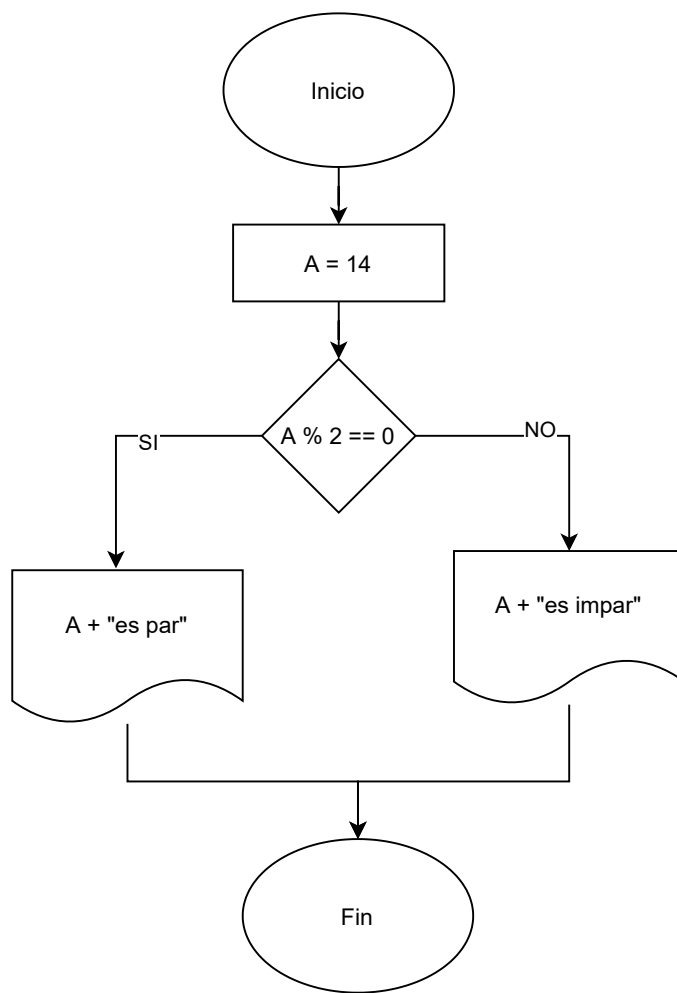 Inicio
A = 14
A % 2 == 0
SI
NO
A + "es par"
A + "es impar"
Fin